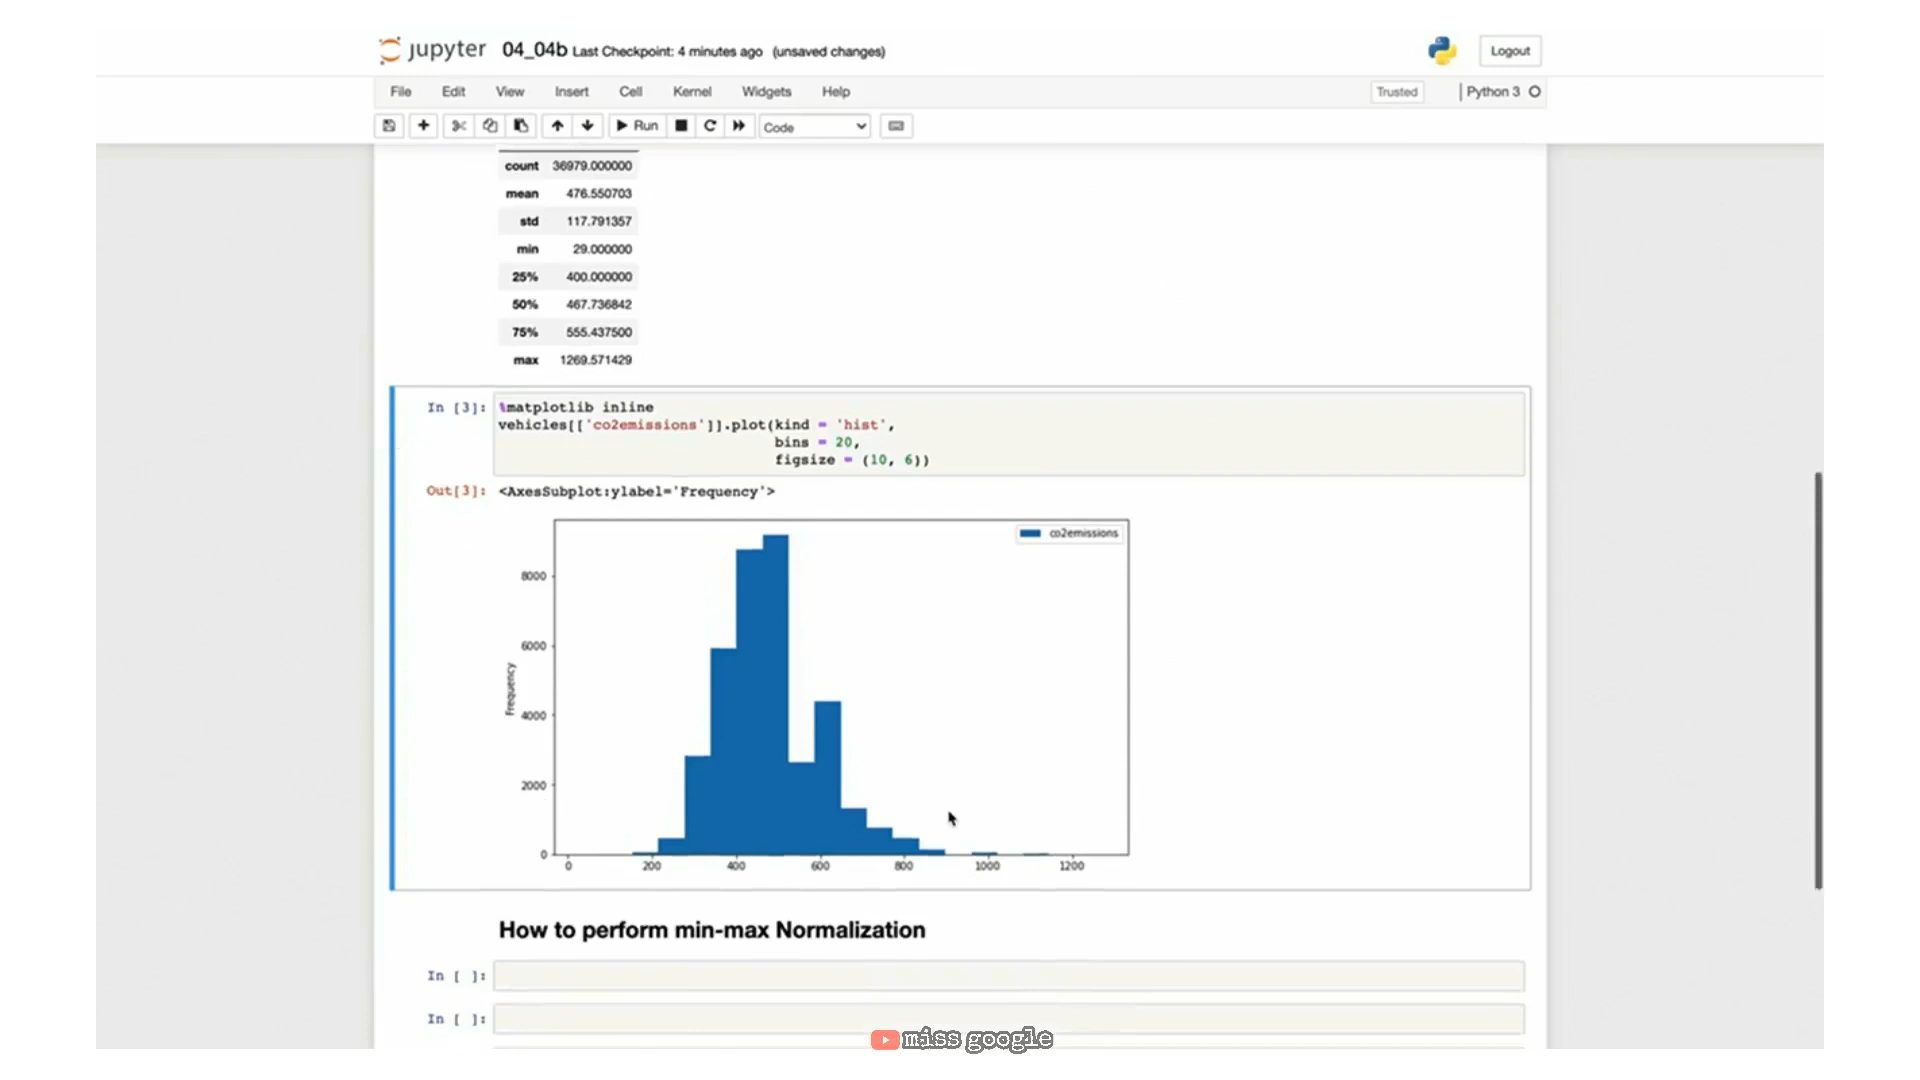 jupyter 04_04b Last Checkpoint: 4 minutes ago (unsaved changes) Logout
File Edit View Insert Cell Kernel Widgets Help Trusted Python 3
Run Code
count 36979.000000
mean 476.550703
std 117.791357
min 29.000000
25% 400.000000
50% 467.736842
75% 555.437500
max 1269.571429
In [3]: %matplotlib inline
vehicles[['co2emissions']].plot(kind = 'hist',
bins = 20,
figsize = (10, 6))
Out[3]: <AxesSubplot:ylabel='Frequency'>
co2emissions
8000
6000
4000
2000
0
Frequency
0 200 400 600 800 1000 1200
How to perform min-max Normalization
In [ ]:
In [ ]:
miss google